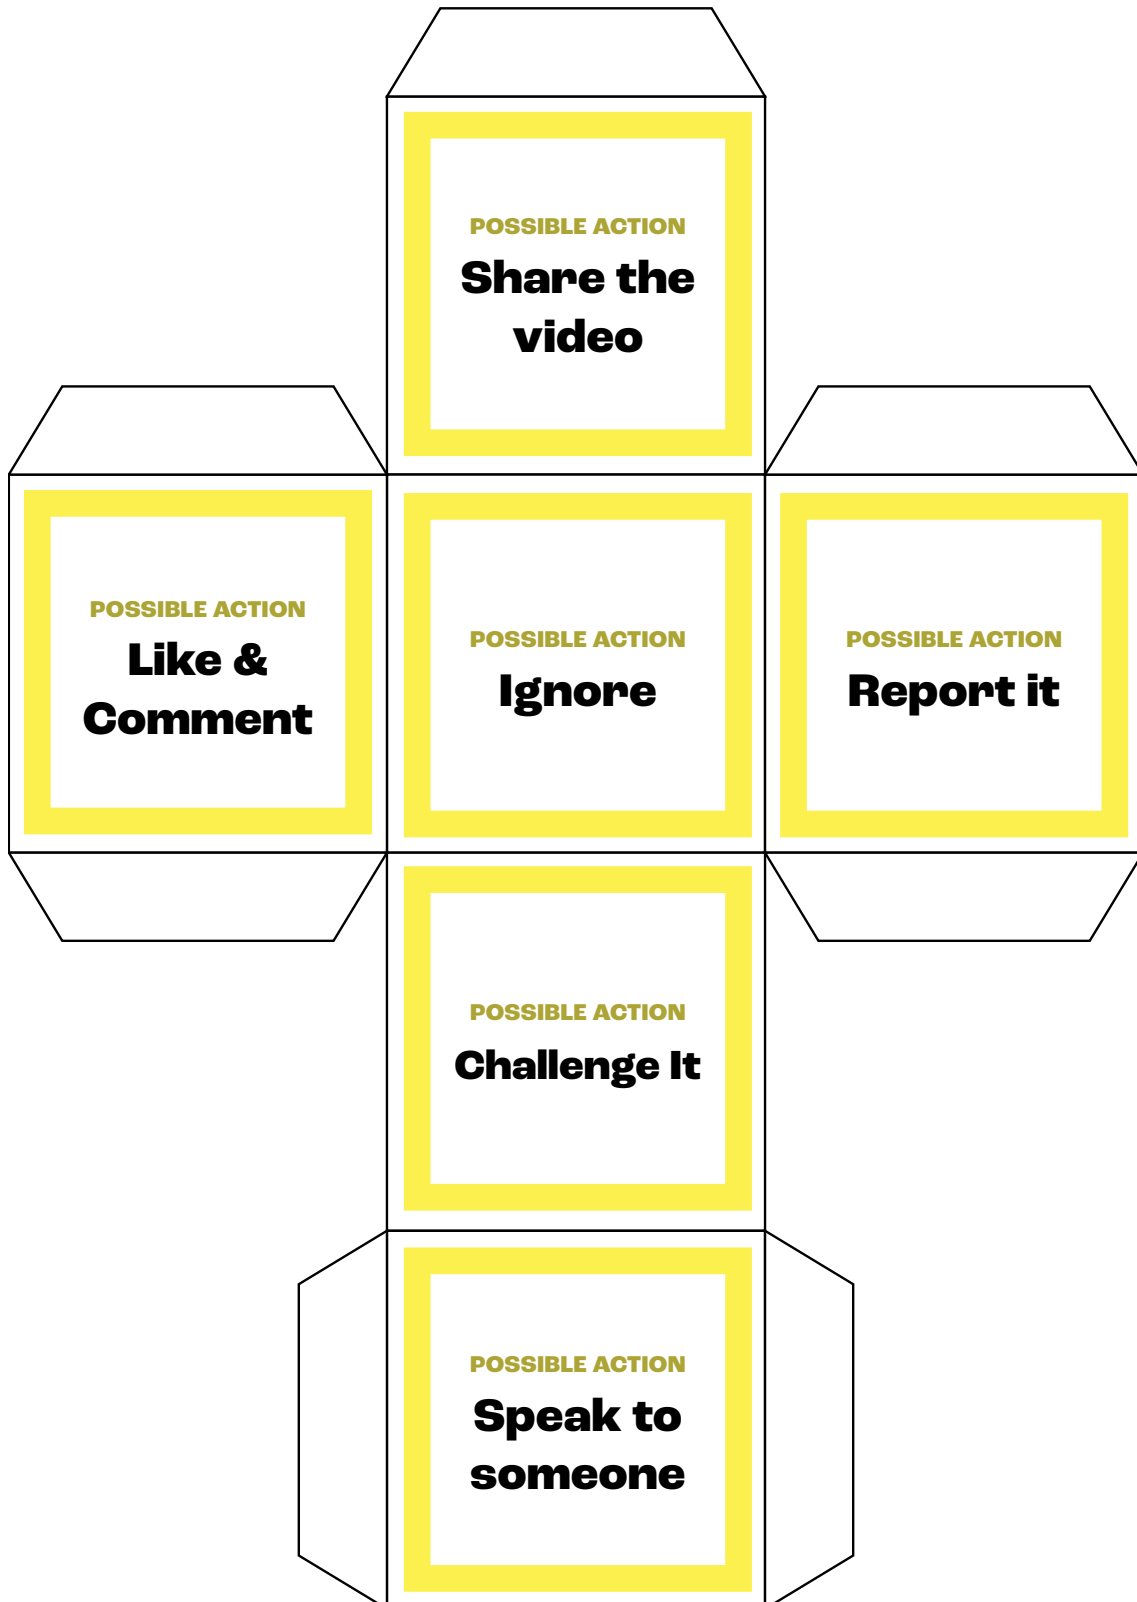 POSSIBLE ACTION
Share the
video
POSSIBLE ACTION
Like &
Comment
POSSIBLE ACTION
Ignore
POSSIBLE ACTION
Report it
POSSIBLE ACTION
Challenge It
POSSIBLE ACTION
Speak to
someone